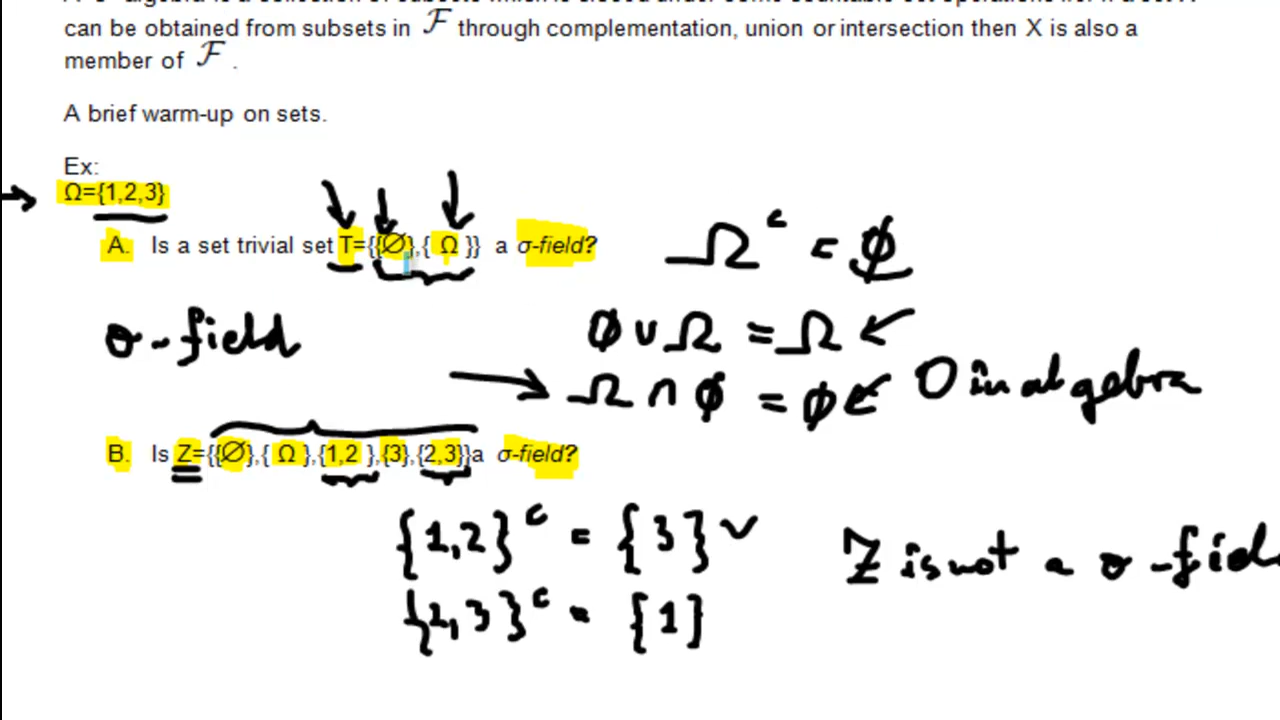 can be obtained from subsets in ℱ through complementation, union or intersection then X is also a
member of ℱ .
A brief warm-up on sets.
Ex:
Ω={1,2,3}
A. Is a set trivial set T={{∅},{ Ω }} a σ-field?
Ωᶜ = ∅
σ-field
∅ ∪ Ω = Ω
Ω ∩ ∅ = ∅
O in algebra
B. Is Z={{∅},{ Ω },{1,2 },{3},{2,3}}a σ-field?
{1,2}ᶜ = {3}
Z is not a σ-field
{2,3}ᶜ = {1}